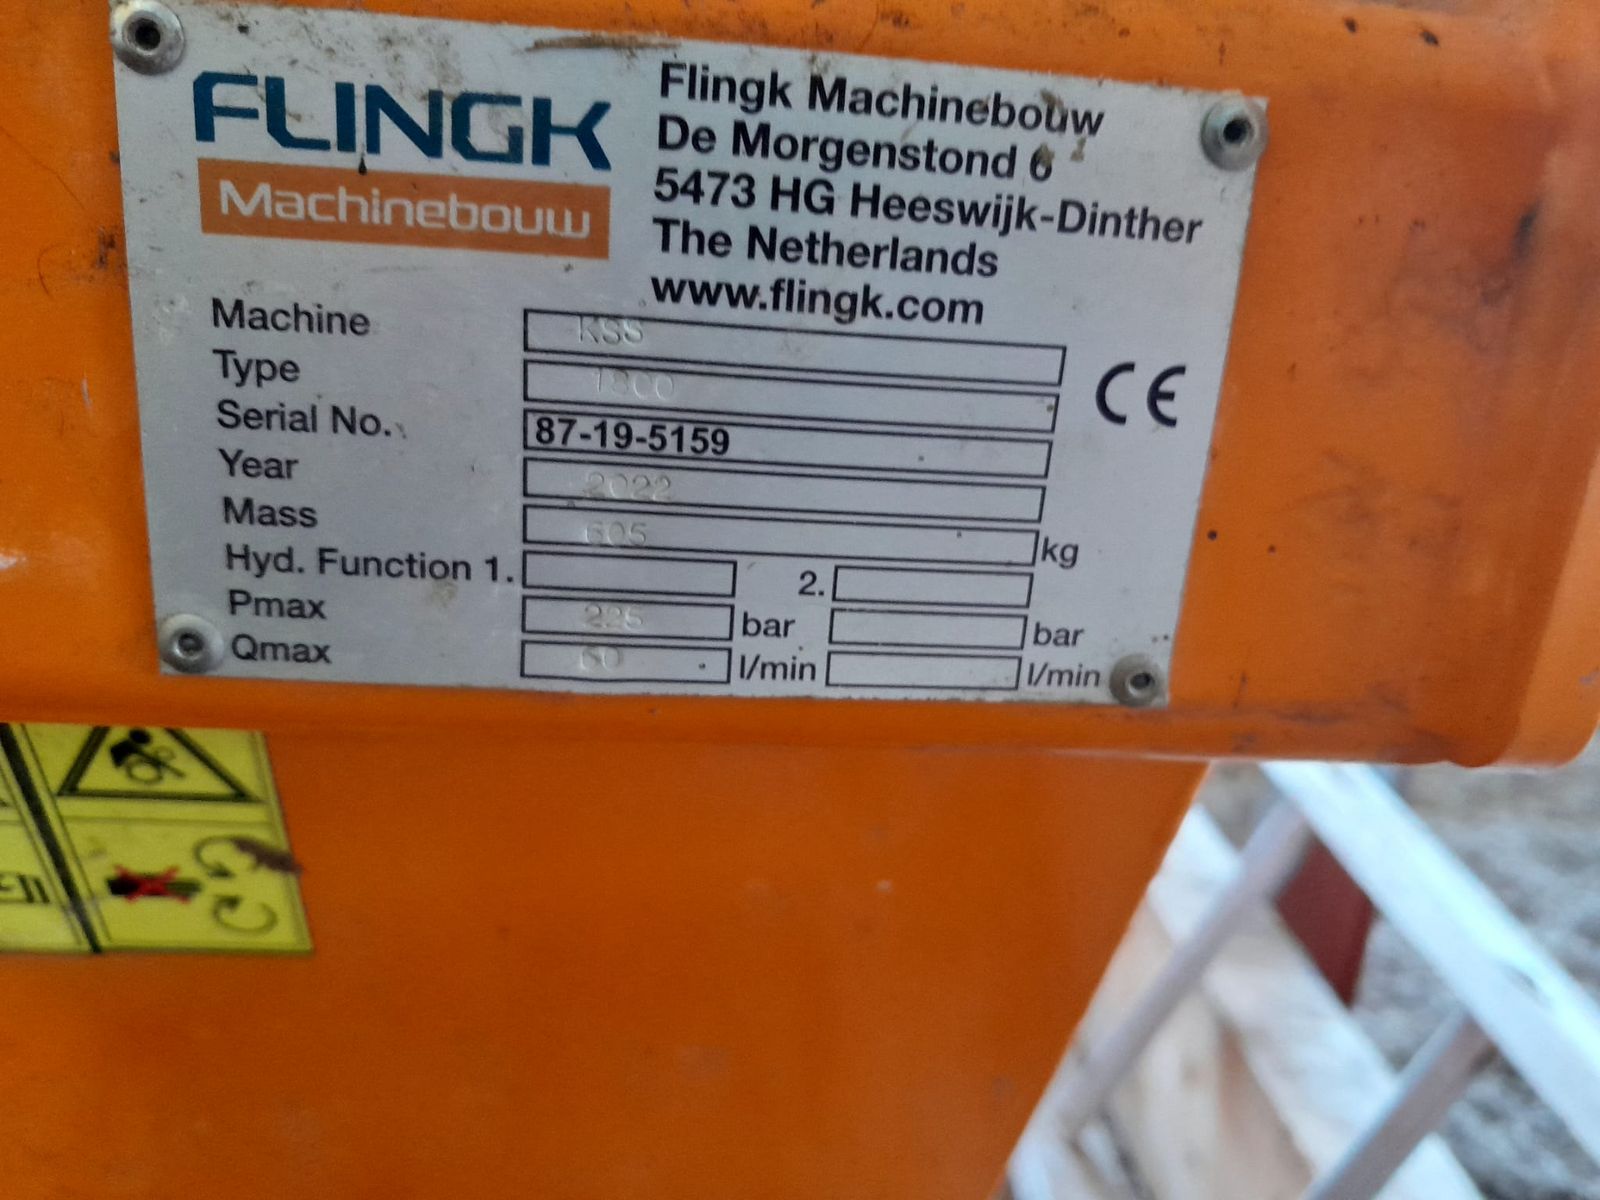 FLINGK
Machinebouw
Flingk Machinebouw
De Morgenstond 6
5473 HG Heeswijk-Dinther
The Netherlands
www.flingk.com
Machine KSS
Type 1800
Serial No. 87-19-5159
Year 2022
Mass 605 kg
Hyd. Function 1. 2.
Pmax 225 bar bar
Qmax 60 l/min l/min
CE